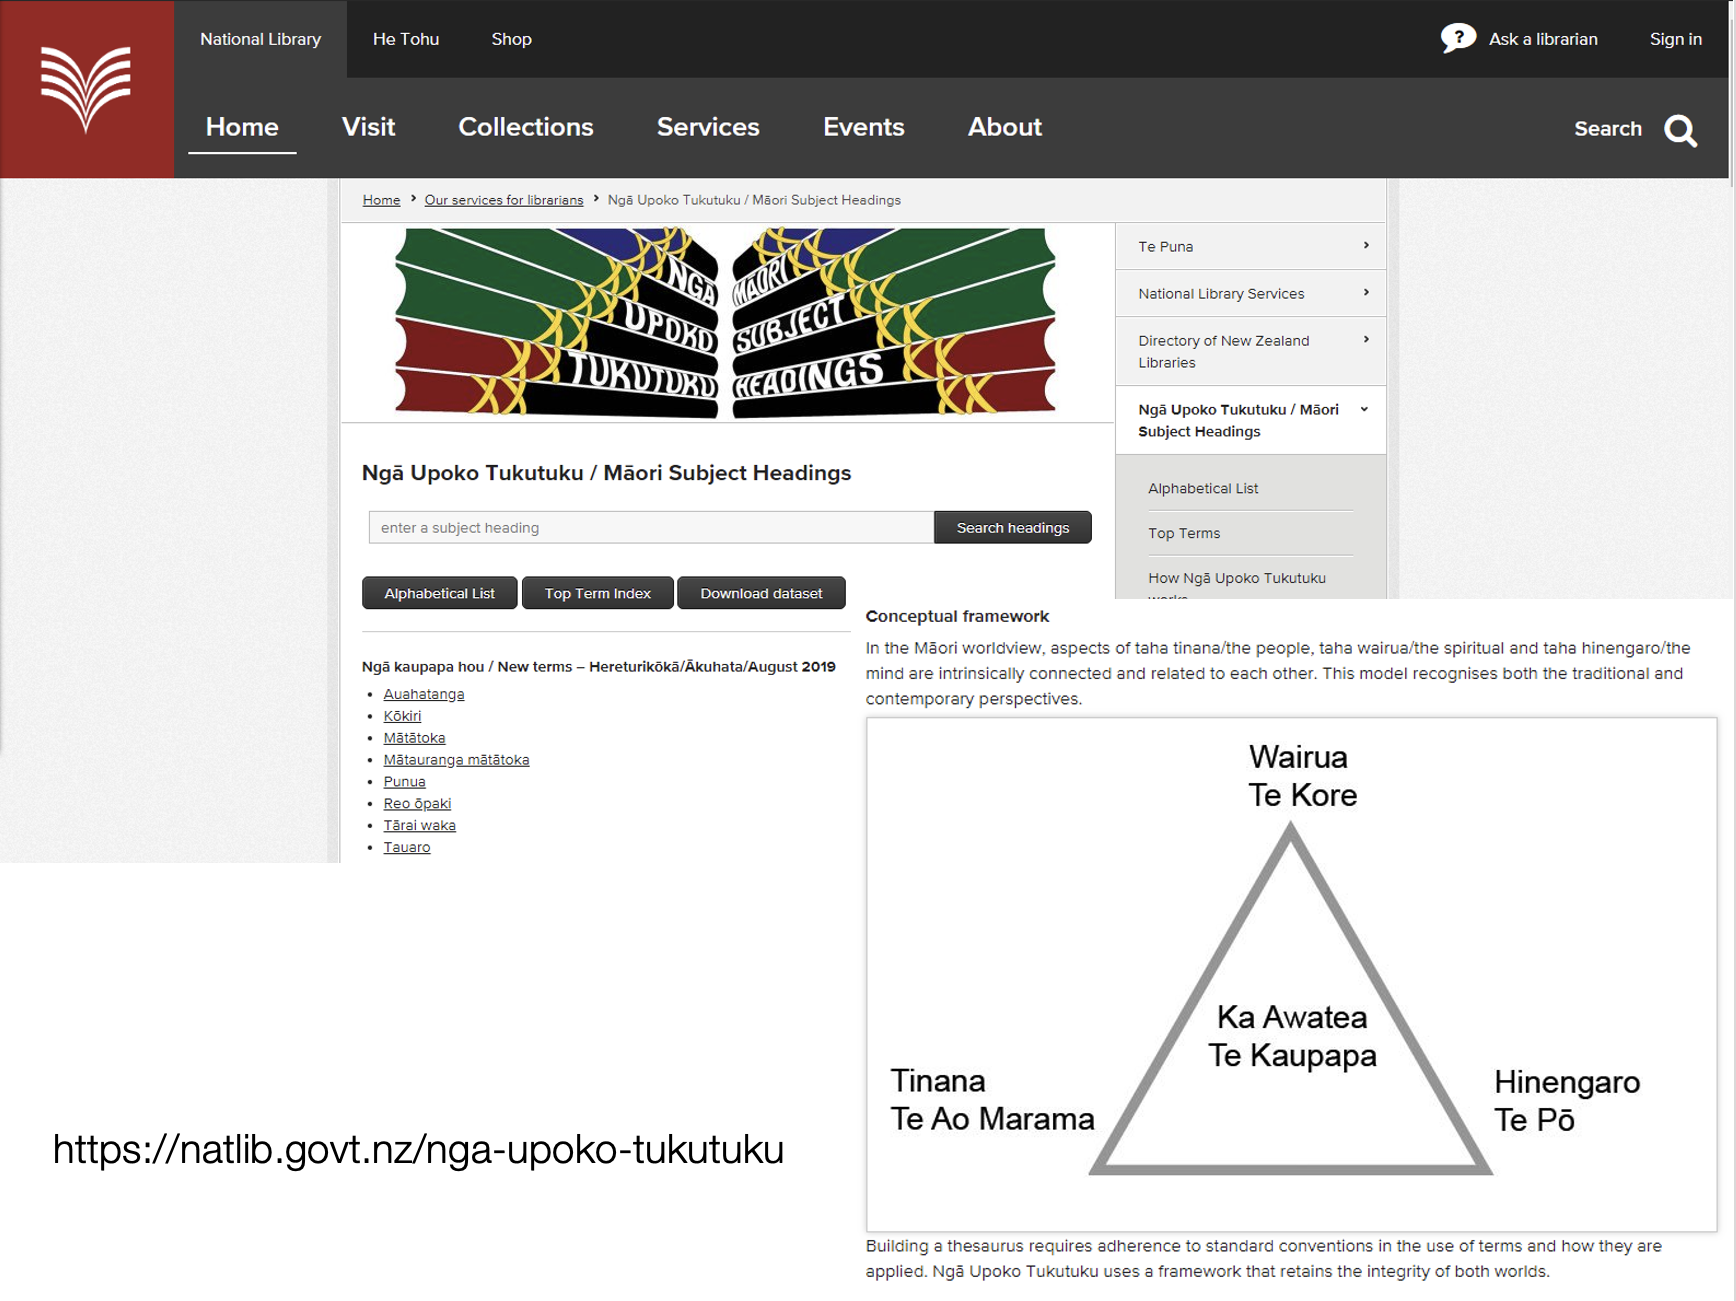 National Library He Tohu Shop ? Ask a librarian Sign in
Home Visit Collections Services Events About Search
Home > Our services for librarians > Ngā Upoko Tukutuku / Māori Subject Headings
NGA MĀORI
UPOKO SUBJECT
TUKUTUKU HEADINGS
Te Puna
National Library Services
Directory of New Zealand
Libraries
Ngā Upoko Tukutuku / Māori
Subject Headings
Alphabetical List
Top Terms
How Ngā Upoko Tukutuku
works
Ngā Upoko Tukutuku / Māori Subject Headings
enter a subject heading Search headings
Alphabetical List Top Term Index Download dataset
Ngā kaupapa hou / New terms – Hereturikōkā/Ākuhata/August 2019
Auahatanga
Kōkiri
Mātātoka
Mātauranga mātātoka
Punua
Reo ōpaki
Tārai waka
Tauaro
https://natlib.govt.nz/nga-upoko-tukutuku
Conceptual framework
In the Māori worldview, aspects of taha tinana/the people, taha wairua/the spiritual and taha hinengaro/the
mind are intrinsically connected and related to each other. This model recognises both the traditional and
contemporary perspectives.
Wairua
Te Kore
Ka Awatea
Te Kaupapa
Tinana
Te Ao Marama
Hinengaro
Te Pō
Building a thesaurus requires adherence to standard conventions in the use of terms and how they are
applied. Ngā Upoko Tukutuku uses a framework that retains the integrity of both worlds.